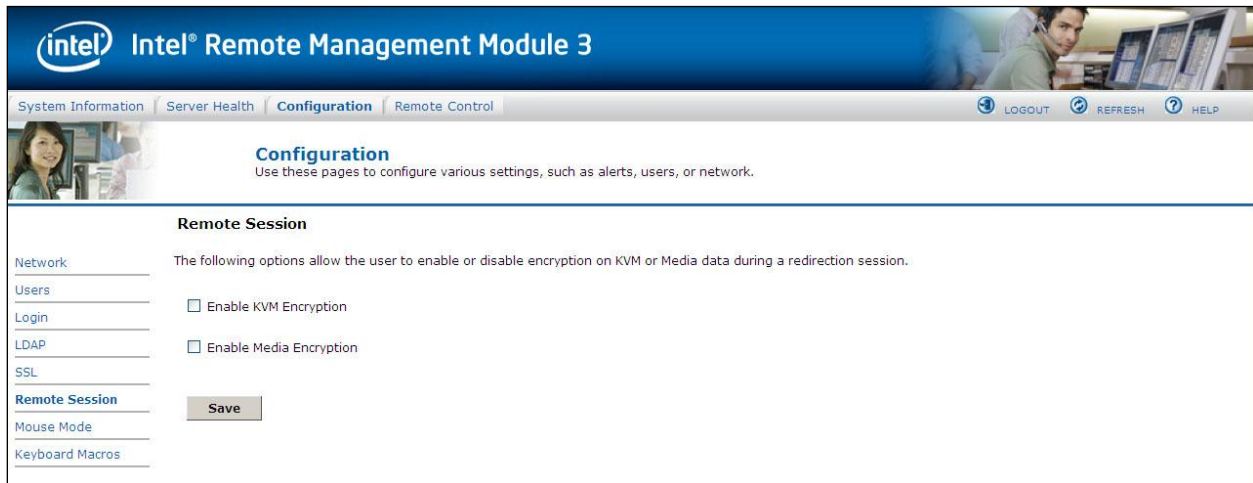 intel® Intel® Remote Management Module 3
System Information Server Health Configuration Remote Control LOGOUT REFRESH ? HELP
Configuration
Use these pages to configure various settings, such as alerts, users, or network.
Remote Session
The following options allow the user to enable or disable encryption on KVM or Media data during a redirection session.
Network
Users
Login
LDAP
SSL
Remote Session
Mouse Mode
Keyboard Macros
Enable KVM Encryption
Enable Media Encryption
Save